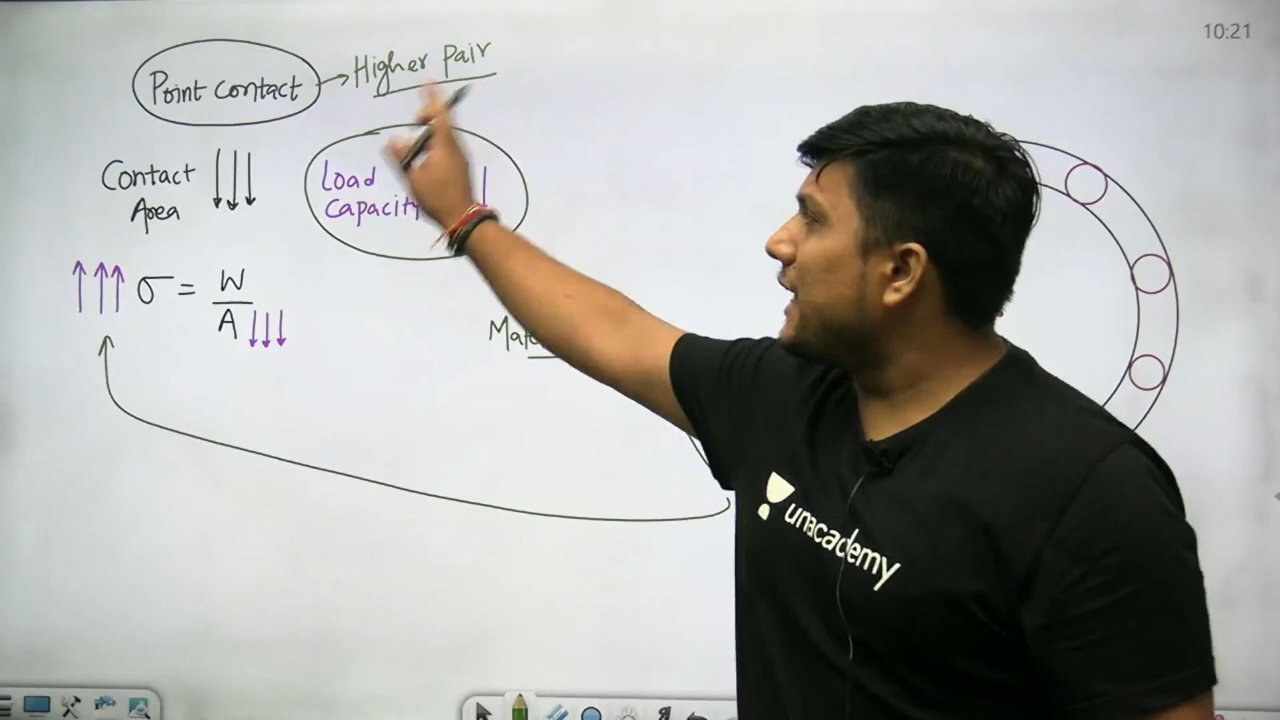 10:21
Point Contact → Higher Pair
Contact ↓↓↓
Area
Load
Capacity
↑↑↑ σ = W
A ↓↓↓
unacademy